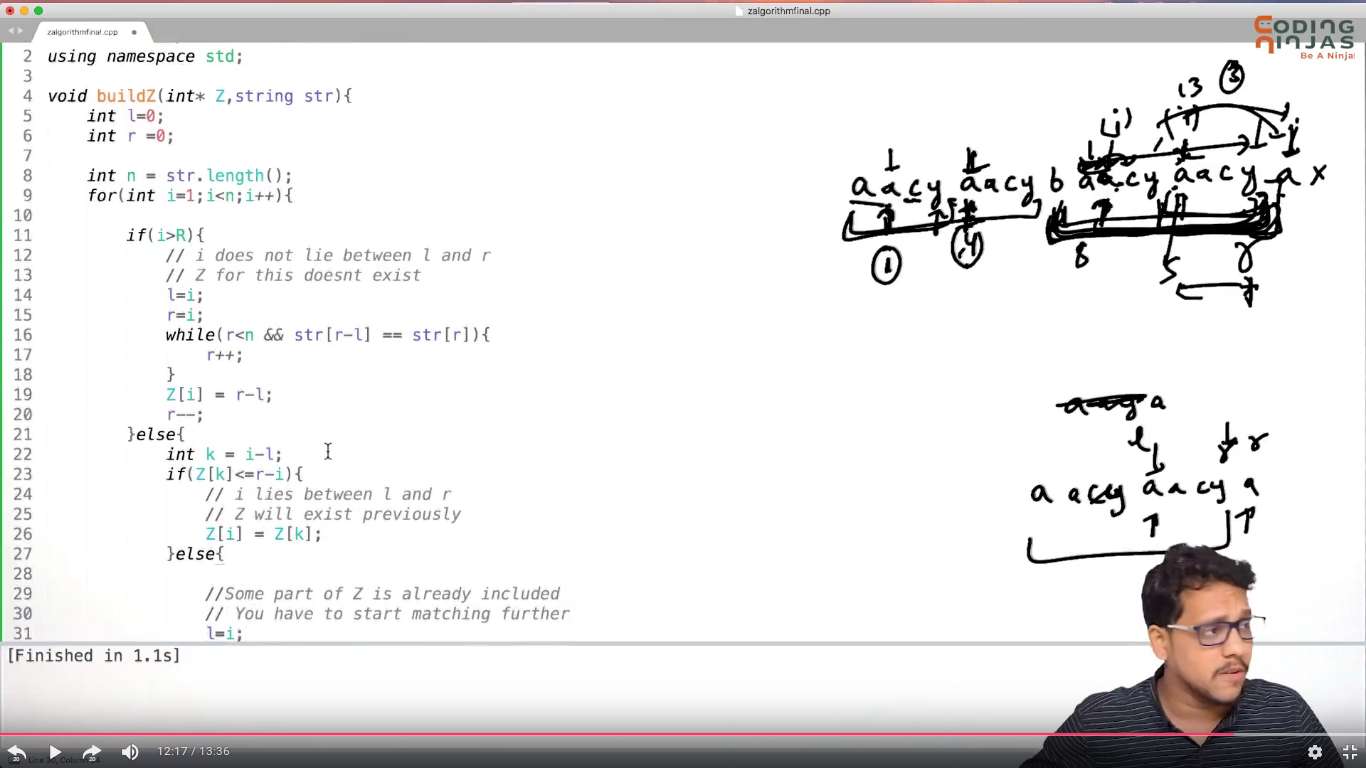 zalgorithmfinal.cpp
zalgorithmfinal.cpp
CODING
NINJAS
Be A Ninja!
2 using namespace std;
3
4 void buildZ(int* Z,string str){
5 int l=0;
6 int r =0;
7
8 int n = str.length();
9 for(int i=1;i<n;i++){
10
11 if(i>R){
12 // i does not lie between l and r
13 // Z for this doesnt exist
14 l=i;
15 r=i;
16 while(r<n && str[r-l] == str[r]){
17 r++;
18 }
19 Z[i] = r-l;
20 r--;
21 }else{
22 int k = i-l;
23 if(Z[k]<=r-i){
24 // i lies between l and r
25 // Z will exist previously
26 Z[i] = Z[k];
27 }else{
28
29 //Some part of Z is already included
30 // You have to start matching further
31 l=i;
3
a a c y a a c y b a a c y a a c y a x
1 4 8 r
a
l r
a a c y a a c y a
[Finished in 1.1s]
12:17 / 13:36